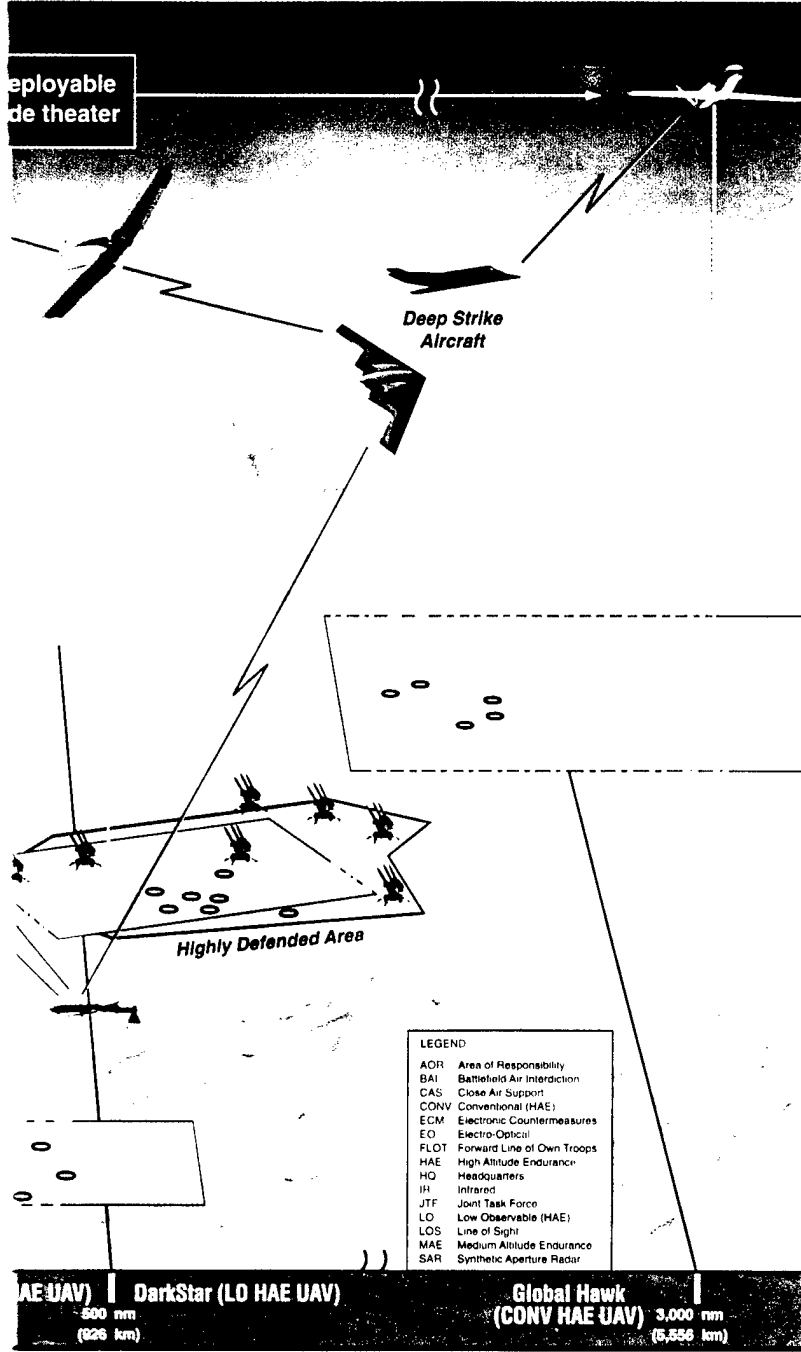 eployable
de theater
Deep Strike
Aircraft
Highly Defended Area
LEGEND
AOR Area of Responsibility
BAI Battlefield Air Interdiction
CAS Close Air Support
CONV Conventional (HAE)
ECM Electronic Countermeasures
EO Electro-Optical
FLOT Forward Line of Own Troops
HAE High Altitude Endurance
HQ Headquarters
IR Infrared
JTF Joint Task Force
LO Low Observable (HAE)
LOS Line of Sight
MAE Medium Altitude Endurance
SAR Synthetic Aperture Radar
AE UAV) DarkStar (LO HAE UAV) Global Hawk
(CONV HAE UAV)
500 nm 3,000 nm
(926 km) (5,556 km)